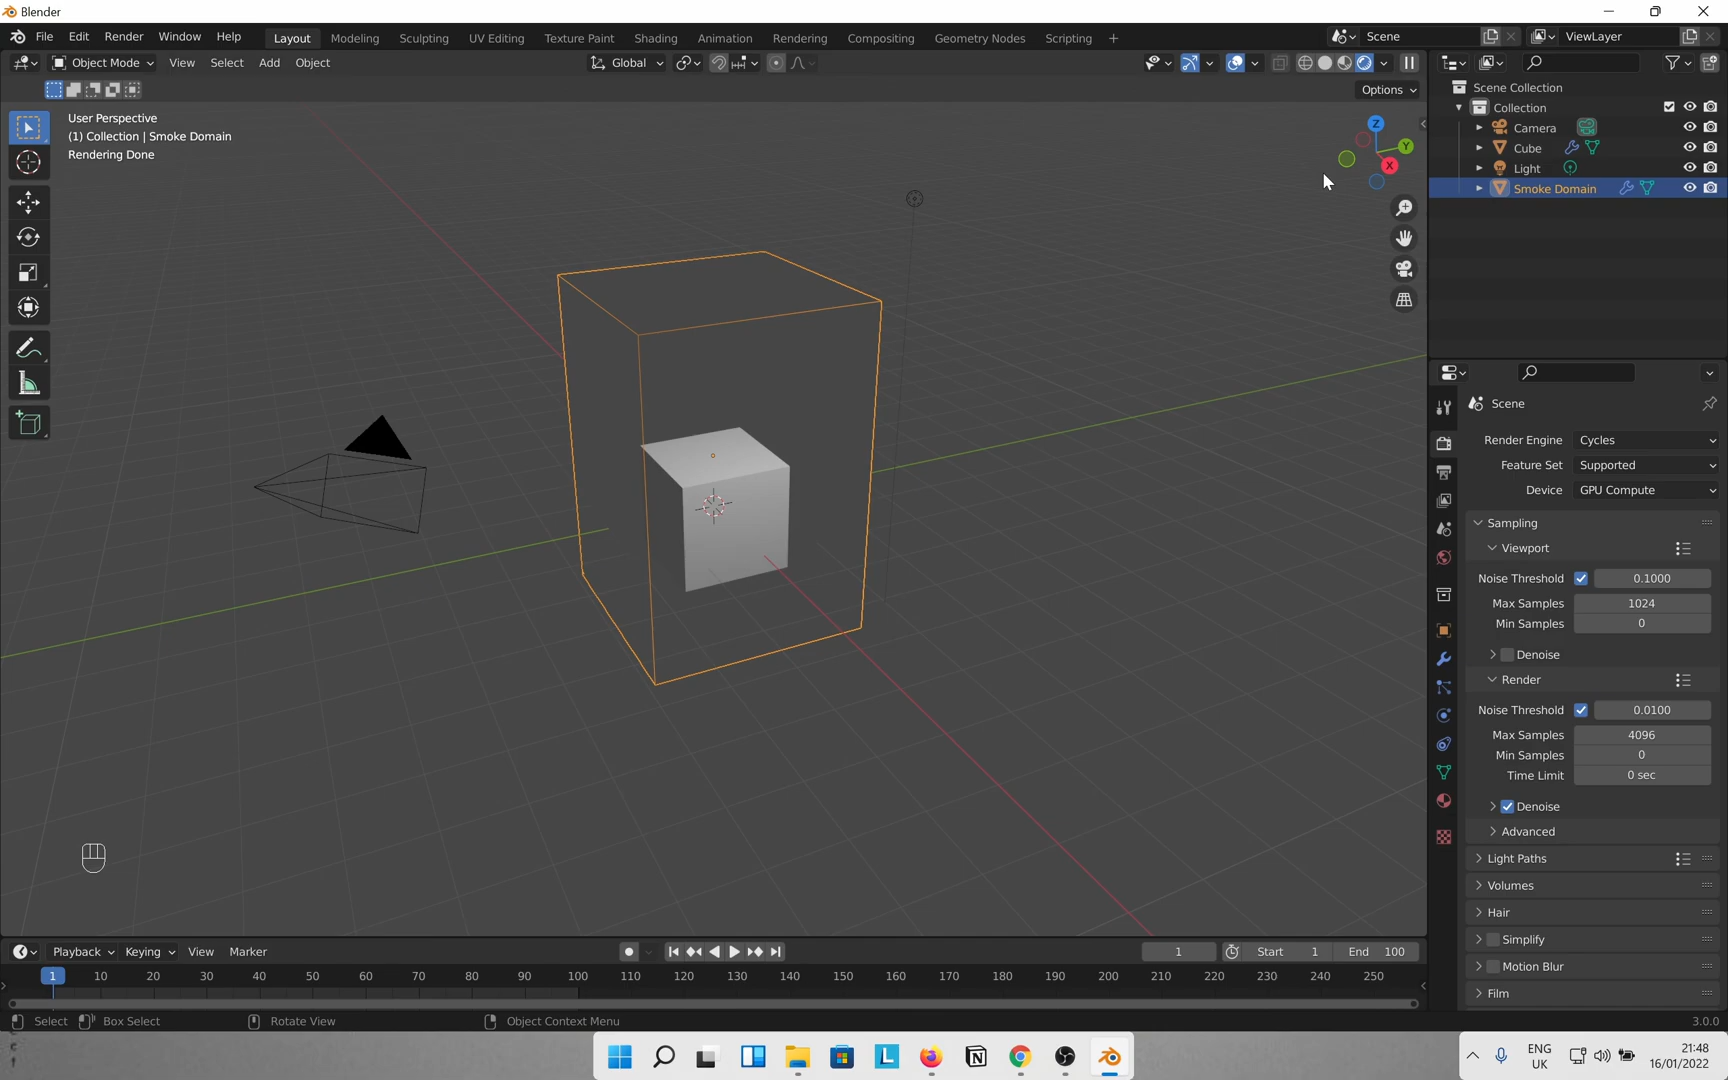 Blender
File Edit Render Window Help Layout Modeling Sculpting UV Editing Texture Paint Shading Animation Rendering Compositing Geometry Nodes Scripting + Scene ViewLayer
Object Mode View Select Add Object Global
Options
User Perspective
(1) Collection | Smoke Domain
Rendering Done
Z
Y
X
Scene Collection
Collection
Camera
Cube
Light
Smoke Domain
Scene
Render Engine Cycles
Feature Set Supported
Device GPU Compute
Sampling
Viewport
Noise Threshold 0.1000
Max Samples 1024
Min Samples 0
Denoise
Render
Noise Threshold 0.0100
Max Samples 4096
Min Samples 0
Time Limit 0 sec
Denoise
Advanced
Light Paths
Volumes
Hair
Simplify
Motion Blur
Film
Playback Keying View Marker 1 Start 1 End 100
1 10 20 30 40 50 60 70 80 90 100 110 120 130 140 150 160 170 180 190 200 210 220 230 240 250
Select Box Select Rotate View Object Context Menu 3.0.0
L N
ENG
UK
21:48
16/01/2022